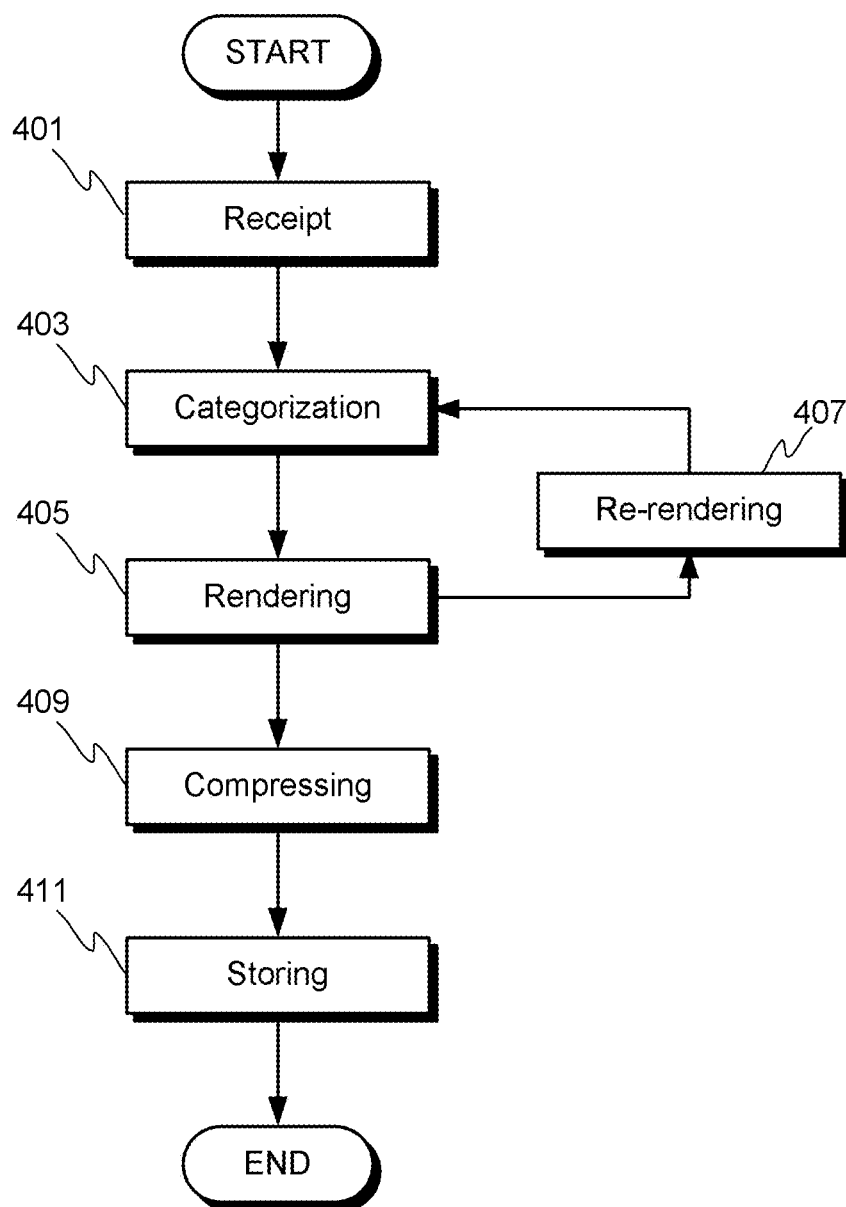 START
401
Receipt
403
Categorization
407
Re-rendering
405
Rendering
409
Compressing
411
Storing
END